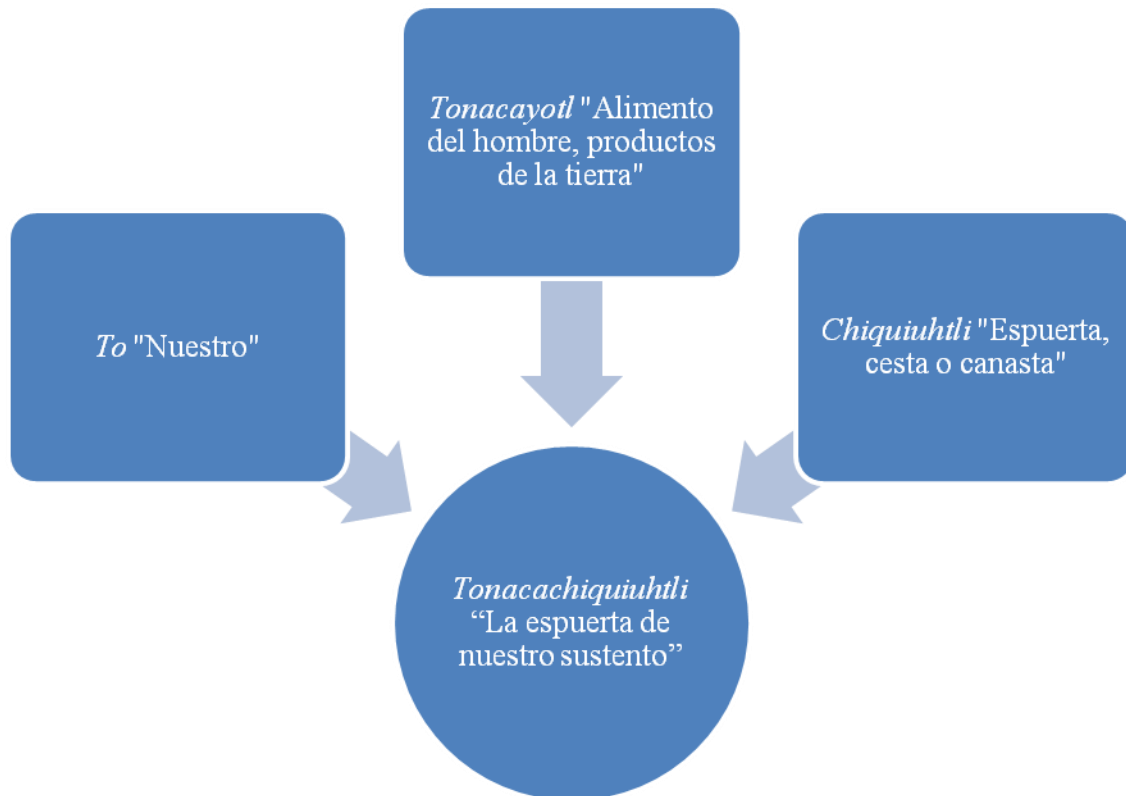 Tonacayotl "Alimento
del hombre, productos
de la tierra"
To "Nuestro"
Chiquiuhtli "Espuerta,
cesta o canasta"
Tonacachiquiuhtli
“La espuerta de
nuestro sustento”